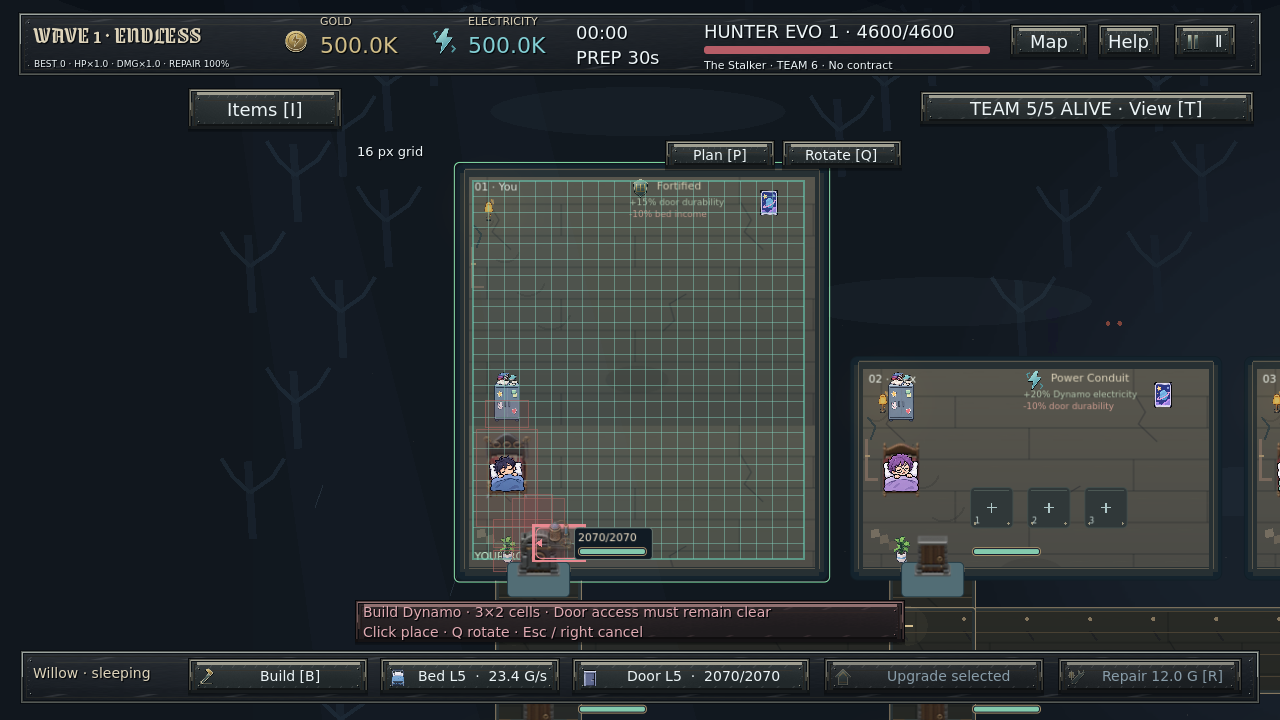 WAVE 1 · ENDLESS
BEST 0 · HP×1.0 · DMG×1.0 · REPAIR 100%
GOLD
500.0K
ELECTRICITY
500.0K
00:00
PREP 30s
HUNTER EVO 1 · 4600/4600
The Stalker · TEAM 6 · No contract
Map
Help
Items [I]
TEAM 5/5 ALIVE · View [T]
16 px grid
Plan [P]
Rotate [Q]
01 · You
Fortified
+15% door durability
-10% bed income
2070/2070
02 ·
Power Conduit
+20% Dynamo electricity
-10% door durability
1
2
3
03
Build Dynamo · 3×2 cells · Door access must remain clear
Click place · Q rotate · Esc / right cancel
Willow · sleeping
Build [B]
Bed L5 · 23.4 G/s
Door L5 · 2070/2070
Upgrade selected
Repair 12.0 G [R]